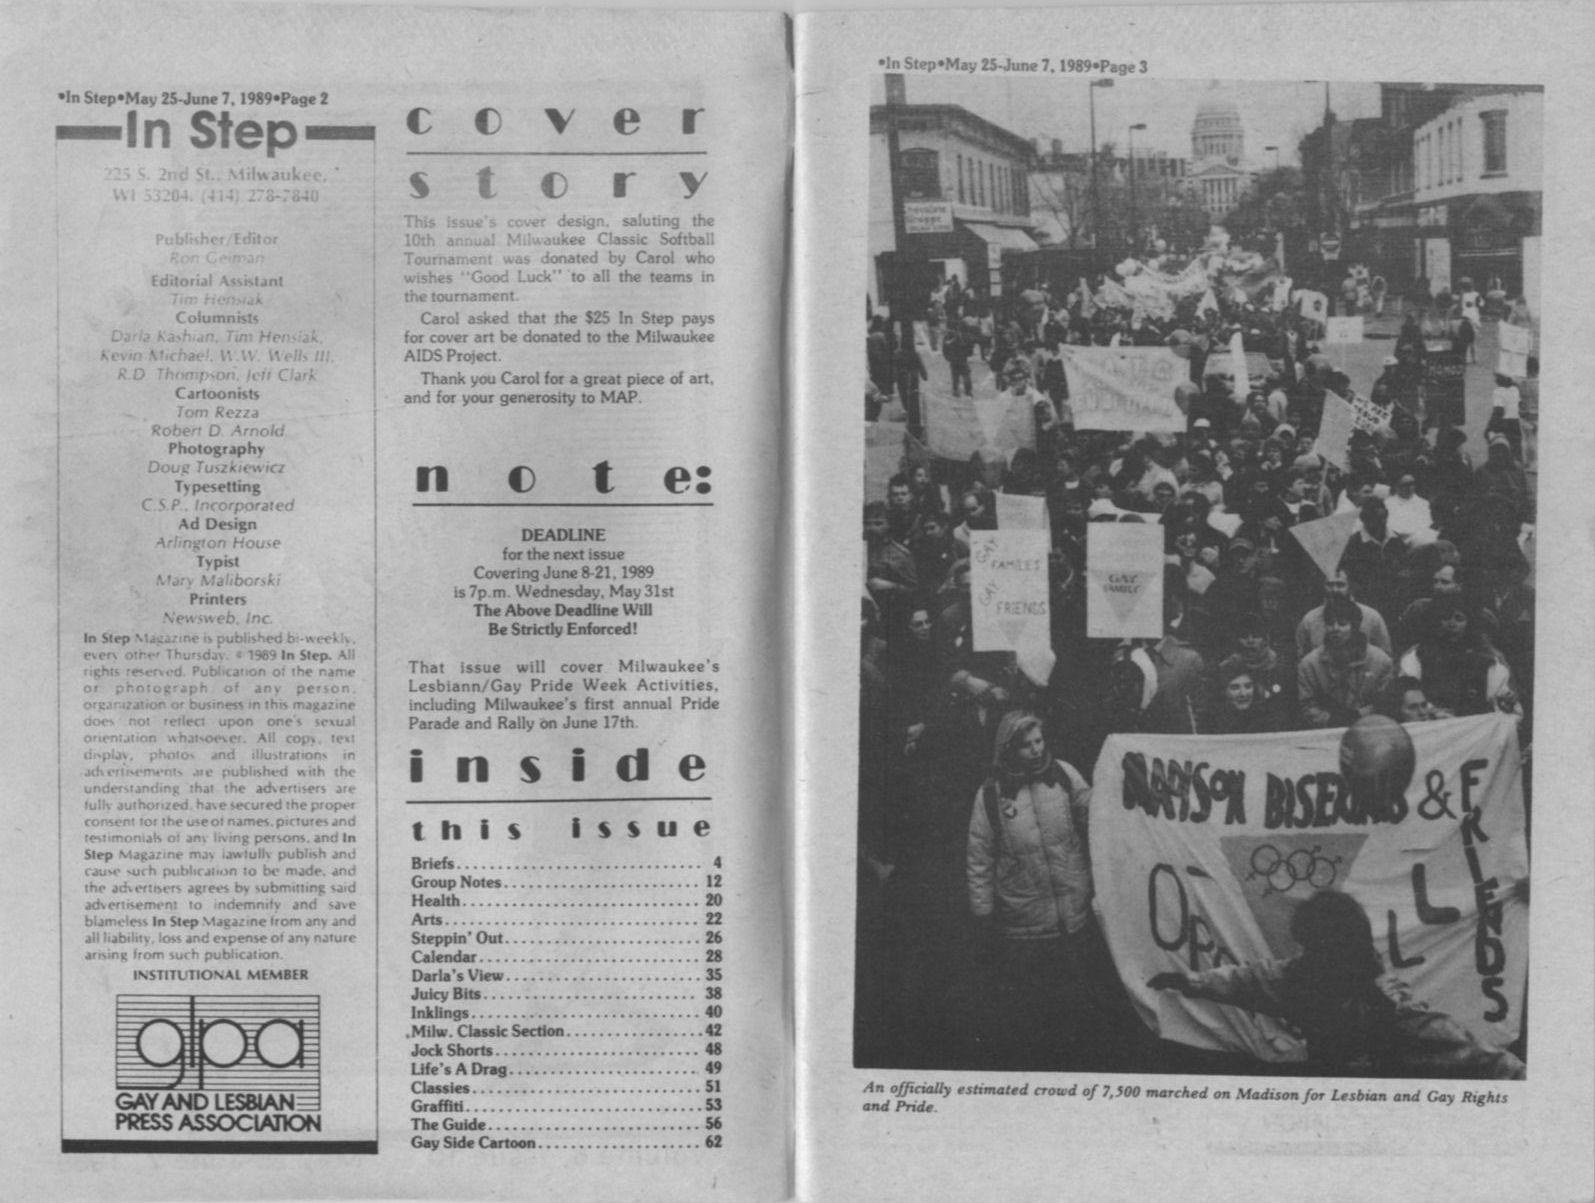 •In Step•May 25-June 7, 1989•Page 2
In Step
225 S. 2nd St., Milwaukee,
WI 53204. (414) 278-7840
Publisher/Editor
Ron Geiman
Editorial Assistant
Tim Hensiak
Columnists
Darla Kashian, Tim Hensiak,
Kevin Michael, W.W. Wells III,
R.D. Thompson, Jeff Clark
Cartoonists
Tom Rezza
Robert D. Arnold
Photography
Doug Tuszkiewicz
Typesetting
C.S.P., Incorporated
Ad Design
Arlington House
Typist
Mary Maliborski
Printers
Newsweb, Inc.
In Step Magazine is published bi-weekly,
every other Thursday. © 1989 In Step. All
rights reserved. Publication of the name
or photograph of any person,
organization or business in this magazine
does not reflect upon one's sexual
orientation whatsoever. All copy, text
display, photos and illustrations in
advertisements are published with the
understanding that the advertisers are
fully authorized, have secured the proper
consent for the use of names, pictures and
testimonials of any living persons, and In
Step Magazine may lawfully publish and
cause such publication to be made, and
the advertisers agrees by submitting said
advertisement to indemnify and save
blameless In Step Magazine from any and
all liability, loss and expense of any nature
arising from such publication.
INSTITUTIONAL MEMBER
glpa
GAY AND LESBIAN
PRESS ASSOCIATION
cover
story
This issue's cover design, saluting the
10th annual Milwaukee Classic Softball
Tournament was donated by Carol who
wishes "Good Luck" to all the teams in
the tournament.
Carol asked that the $25 In Step pays
for cover art be donated to the Milwaukee
AIDS Project.
Thank you Carol for a great piece of art,
and for your generosity to MAP.
note:
DEADLINE
for the next issue
Covering June 8-21, 1989
is 7p.m. Wednesday, May 31st
The Above Deadline Will
Be Strictly Enforced!
That issue will cover Milwaukee's
Lesbiann/Gay Pride Week Activities,
including Milwaukee's first annual Pride
Parade and Rally on June 17th.
inside
this issue
Briefs 4
Group Notes 12
Health 20
Arts 22
Steppin' Out 26
Calendar 28
Darla's View 35
Juicy Bits 38
Inklings 40
Milw. Classic Section 42
Jock Shorts 48
Life's A Drag 49
Classies 51
Graffiti 53
The Guide 56
Gay Side Cartoon 62
•In Step•May 25-June 7, 1989•Page 3
GAY
FAMILIES
GAY
FRIENDS
GAY
FAMILY
MADISON BISEXUALS & FRIENDS
An officially estimated crowd of 7,500 marched on Madison for Lesbian and Gay Rights
and Pride.